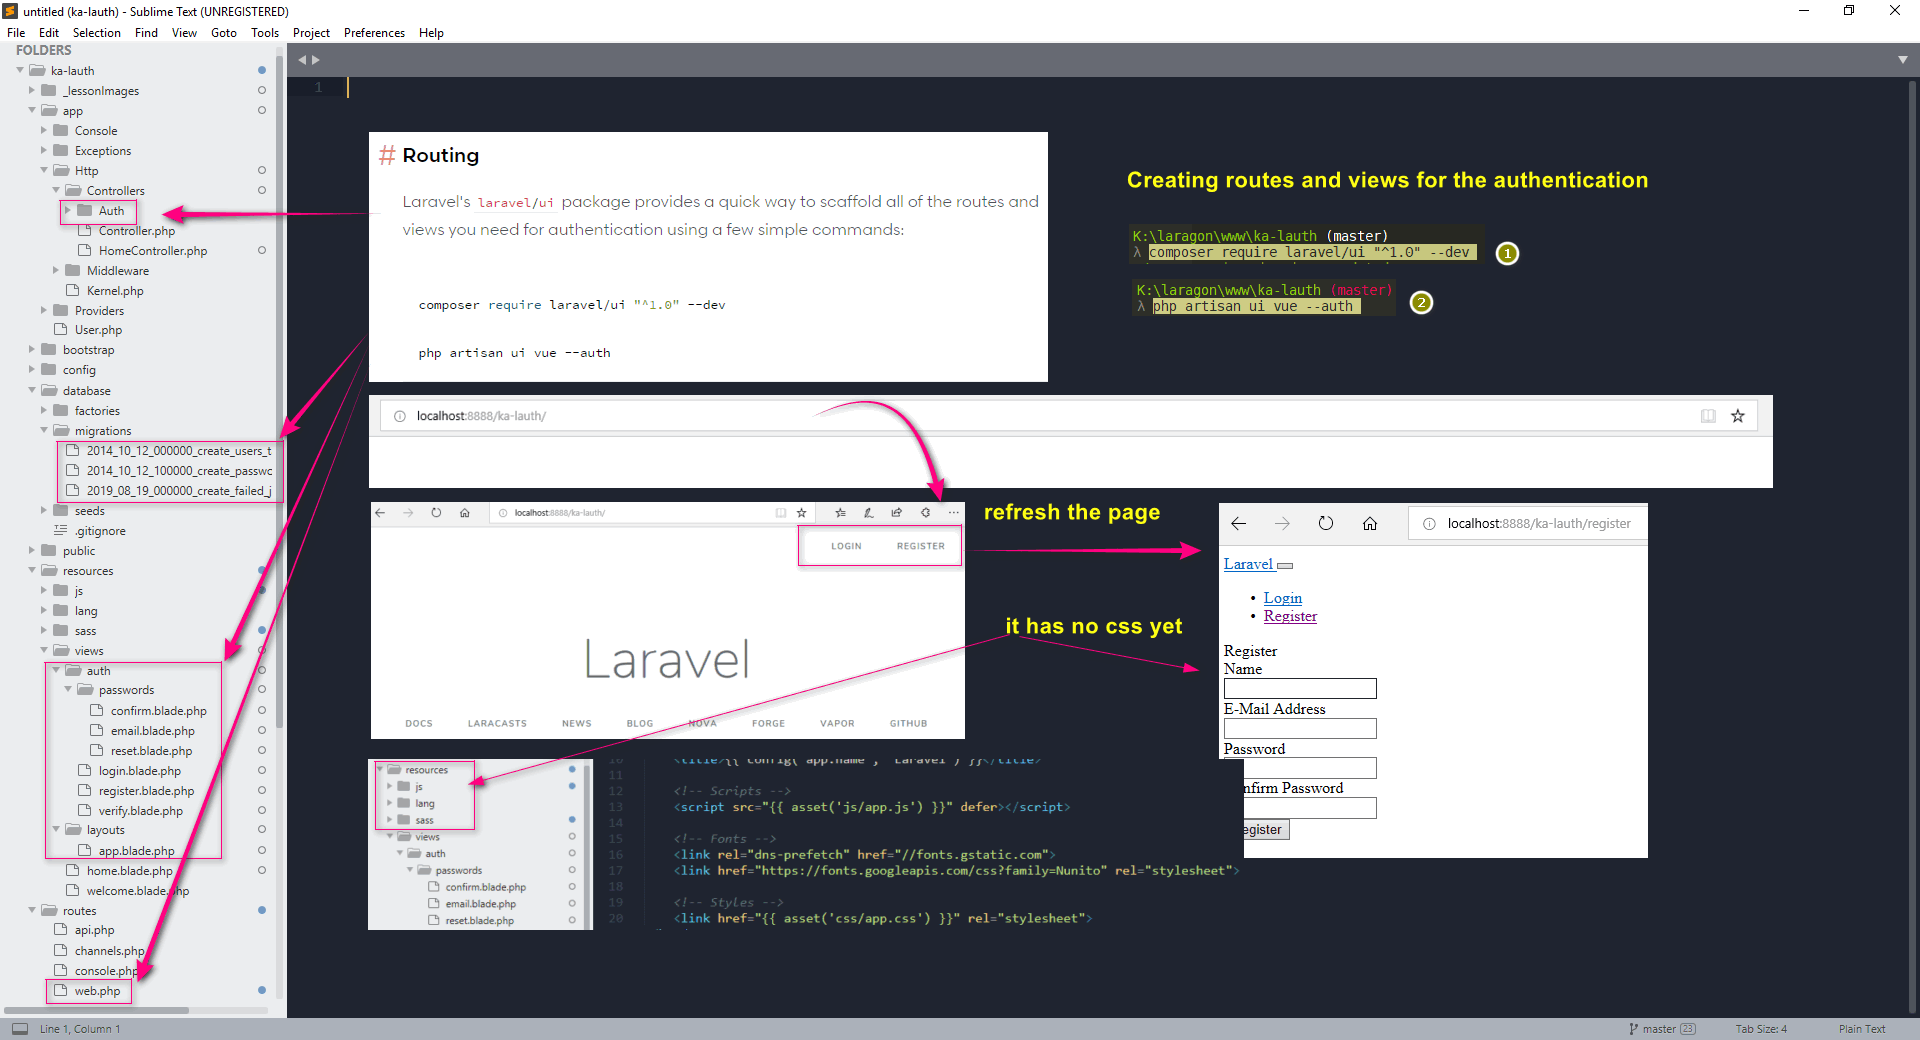 untitled (ka-lauth) - Sublime Text (UNREGISTERED)
File Edit Selection Find View Goto Tools Project Preferences Help
FOLDERS
ka-lauth
_lessonImages
app
Console
Exceptions
Http
Controllers
Auth
Controller.php
HomeController.php
Middleware
Kernel.php
Providers
User.php
bootstrap
config
database
factories
migrations
2014_10_12_000000_create_users_t
2014_10_12_100000_create_passwc
2019_08_19_000000_create_failed_j
seeds
.gitignore
public
resources
js
lang
sass
views
auth
passwords
confirm.blade.php
email.blade.php
reset.blade.php
login.blade.php
register.blade.php
verify.blade.php
layouts
app.blade.php
home.blade.php
welcome.blade.php
routes
api.php
channels.php
console.php
web.php
1
# Routing
Laravel's laravel/ui package provides a quick way to scaffold all of the routes and
views you need for authentication using a few simple commands:
composer require laravel/ui "^1.0" --dev
php artisan ui vue --auth
Creating routes and views for the authentication
K:\laragon\www\ka-lauth (master)
λ composer require laravel/ui "^1.0" --dev
1
K:\laragon\www\ka-lauth (master)
λ php artisan ui vue --auth
2
localhost:8888/ka-lauth/
localhost:8888/ka-lauth/
LOGIN REGISTER
Laravel
DOCS LARACASTS NEWS BLOG NOVA FORGE VAPOR GITHUB
refresh the page
it has no css yet
localhost:8888/ka-lauth/register
Laravel
• Login
• Register
Register
Name
E-Mail Address
Password
nfirm Password
egister
resources
js
lang
sass
views
auth
passwords
confirm.blade.php
email.blade.php
reset.blade.php
10 <title>{{ config('app.name', 'Laravel') }}</title>
11
12 <!-- Scripts -->
13 <script src="{{ asset('js/app.js') }}" defer></script>
14
15 <!-- Fonts -->
16 <link rel="dns-prefetch" href="//fonts.gstatic.com">
17 <link href="https://fonts.googleapis.com/css?family=Nunito" rel="stylesheet">
18
19 <!-- Styles -->
20 <link href="{{ asset('css/app.css') }}" rel="stylesheet">
Line 1, Column 1
master 23
Tab Size: 4
Plain Text